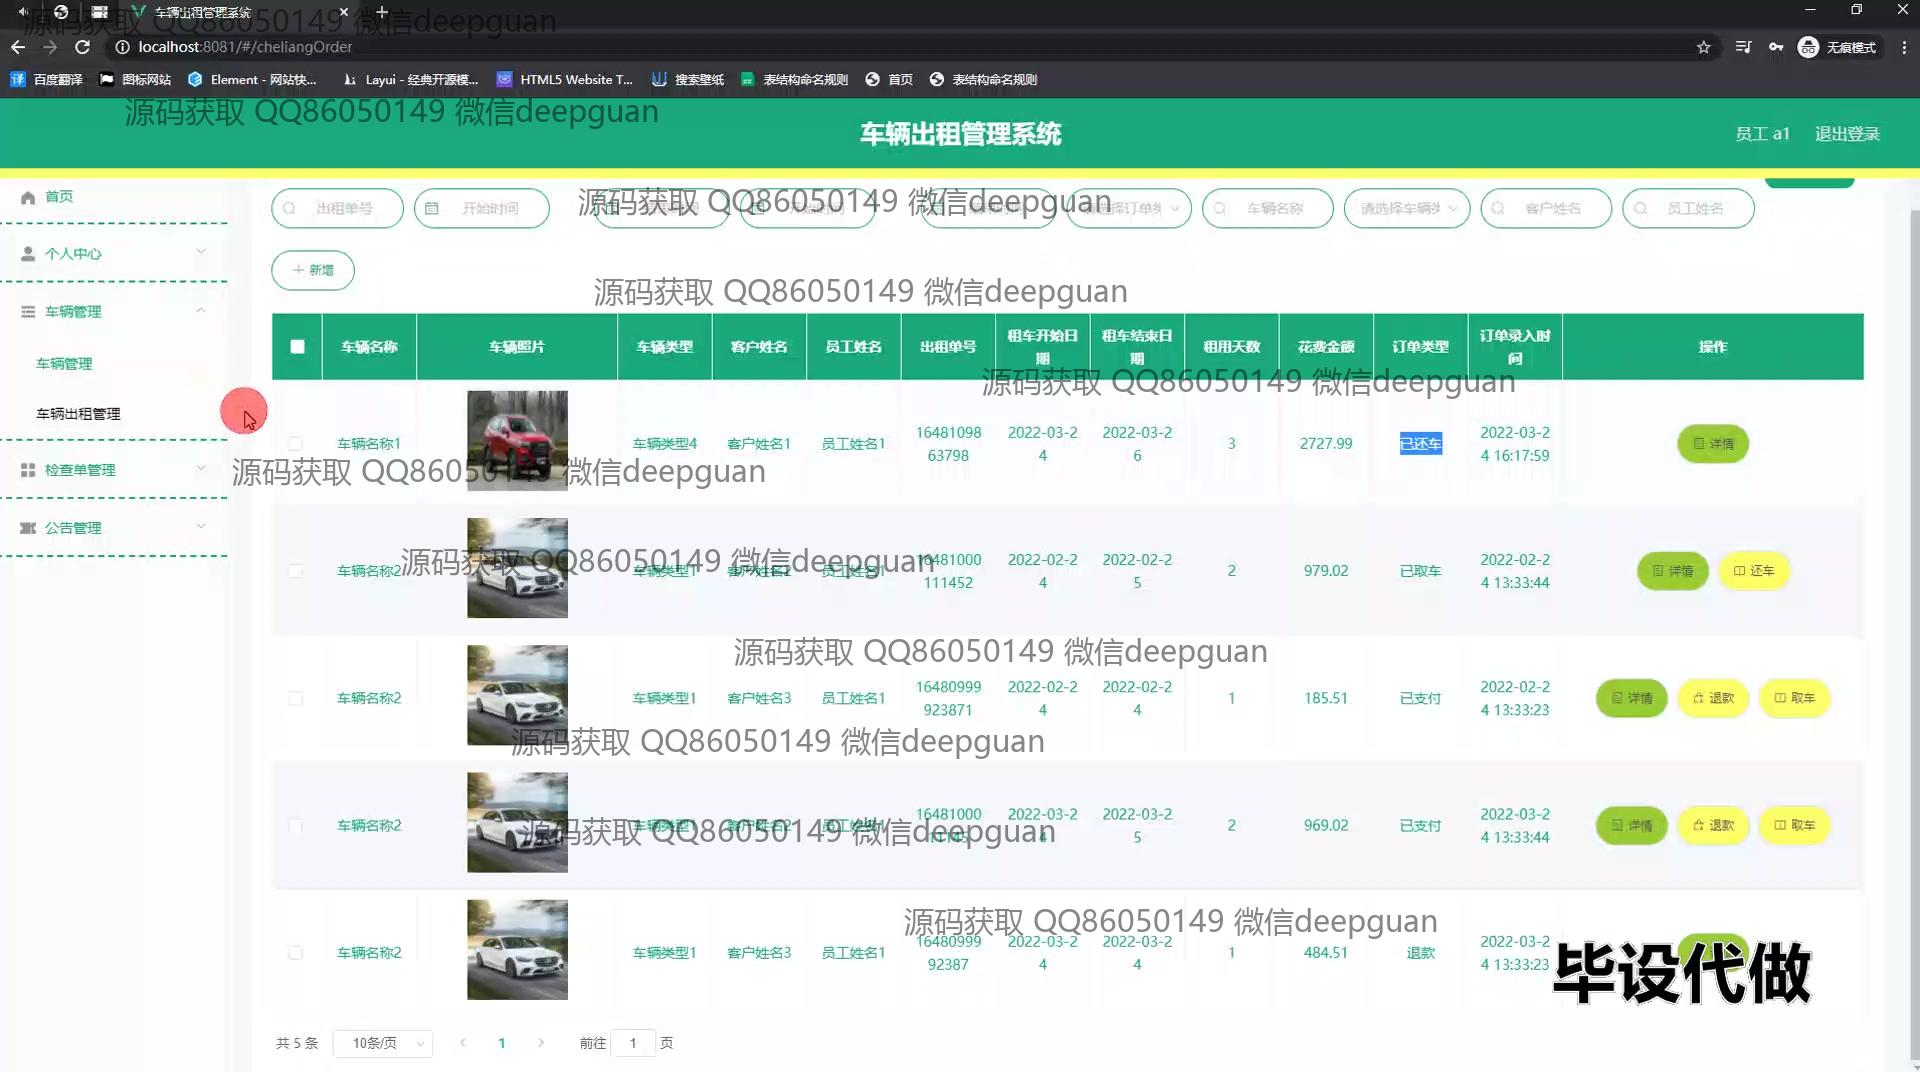 车辆出租管理系统
localhost:8081/#/cheliangOrder
无痕模式
百度翻译 图标网站 Element - 网站快... Layui - 经典开源模... HTML5 Website T... 搜索壁纸 表结构命名规则 首页 表结构命名规则
源码获取 QQ86050149 微信deepguan
源码获取 QQ86050149 微信deepguan
车辆出租管理系统
员工 a1 退出登录
首页
个人中心
车辆管理
车辆管理
车辆出租管理
检查单管理
公告管理
出租单号 开始时间 请选择订单类 车辆名称 请选择车辆类 客户姓名 员工姓名
源码获取 QQ86050149 微信deepguan
新增
源码获取 QQ86050149 微信deepguan
车辆名称 车辆照片 车辆类型 客户姓名 员工姓名 出租单号 租车开始日期 租车结束日期 租用天数 花费金额 订单类型 订单录入时间 操作
源码获取 QQ86050149 微信deepguan
车辆名称1 车辆类型4 客户姓名1 员工姓名1 1648109863798 2022-03-24 2022-03-26 3 2727.99 已还车 2022-03-24 16:17:59 详情
源码获取 QQ86050149 微信deepguan
车辆名称2 车辆类型1 客户姓名2 员工姓名1 16481000111452 2022-02-24 2022-02-25 2 979.02 已取车 2022-02-24 13:33:44 详情 还车
源码获取 QQ86050149 微信deepguan
源码获取 QQ86050149 微信deepguan
车辆名称2 车辆类型1 客户姓名3 员工姓名1 16480999923871 2022-02-24 2022-02-24 1 185.51 已支付 2022-02-24 13:33:23 详情 退款 取车
源码获取 QQ86050149 微信deepguan
车辆名称2 车辆类型1 客户姓名2 员工姓名1 2022-03-24 2022-03-25 2 969.02 已支付 2022-03-24 13:33:44 详情 退款 取车
源码获取 QQ86050149 微信deepguan
源码获取 QQ86050149 微信deepguan
车辆名称2 车辆类型1 客户姓名3 员工姓名1 1648099992387 2022-03-24 2022-03-24 1 484.51 退款 2022-03-24 13:33:23
毕设代做
共 5 条 10条/页 1 前往 1 页